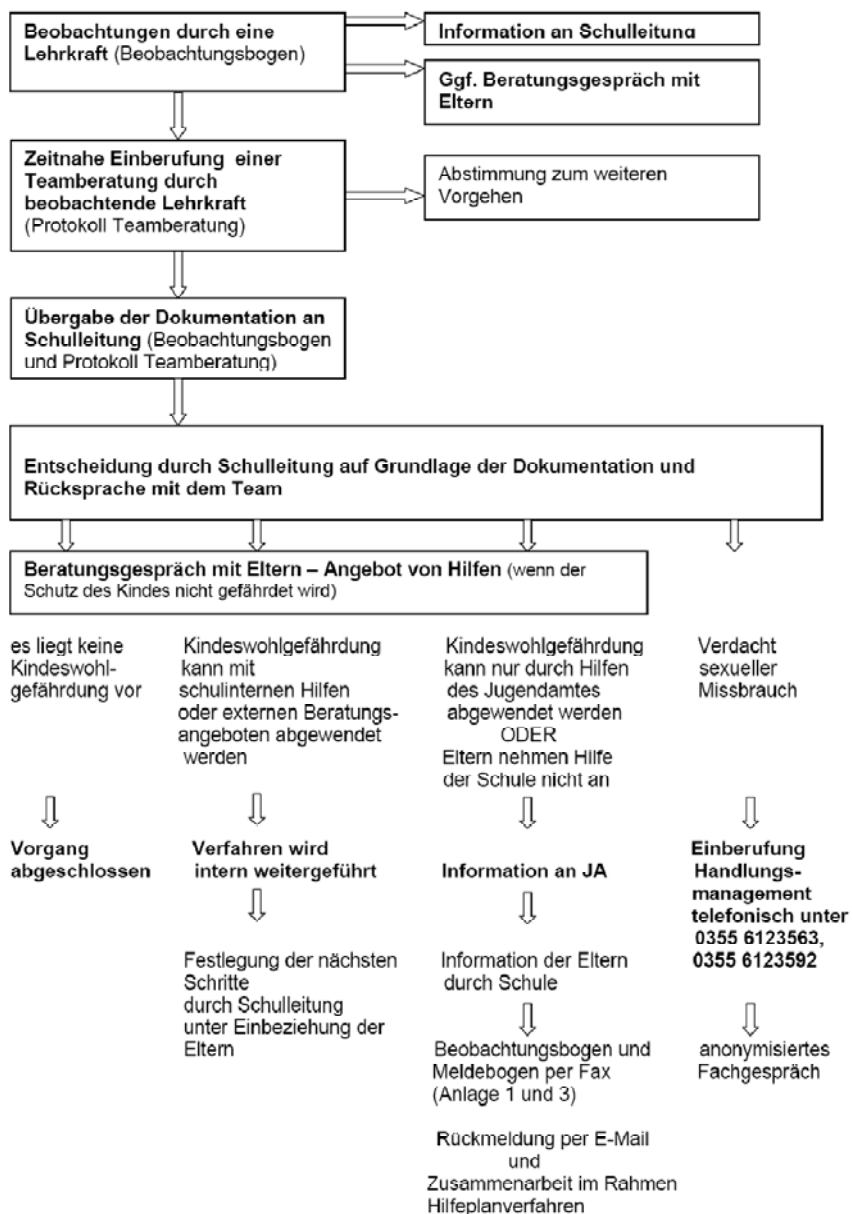 Beobachtungen durch eine
Lehrkraft (Beobachtungsbogen)
Information an Schulleitung
Ggf. Beratungsgespräch mit
Eltern
Zeitnahe Einberufung einer
Teamberatung durch
beobachtende Lehrkraft
(Protokoll Teamberatung)
Abstimmung zum weiteren
Vorgehen
Übergabe der Dokumentation an
Schulleitung (Beobachtungsbogen
und Protokoll Teamberatung)
Entscheidung durch Schulleitung auf Grundlage der Dokumentation und
Rücksprache mit dem Team
Beratungsgespräch mit Eltern – Angebot von Hilfen (wenn der
Schutz des Kindes nicht gefährdet wird)
es liegt keine
Kindeswohl-
gefährdung vor
Vorgang
abgeschlossen
Kindeswohlgefährdung
kann mit
schulinternen Hilfen
oder externen Beratungs-
angeboten abgewendet
werden
Verfahren wird
intern weitergeführt
Festlegung der nächsten
Schritte
durch Schulleitung
unter Einbeziehung der
Eltern
Kindeswohlgefährdung
kann nur durch Hilfen
des Jugendamtes
abgewendet werden
ODER
Eltern nehmen Hilfe
der Schule nicht an
Information an JA
Information der Eltern
durch Schule
Beobachtungsbogen und
Meldebogen per Fax
(Anlage 1 und 3)
Rückmeldung per E-Mail
und
Zusammenarbeit im Rahmen
Hilfeplanverfahren
Verdacht
sexueller
Missbrauch
Einberufung
Handlungs-
management
telefonisch unter
0355 6123563,
0355 6123592
anonymisiertes
Fachgespräch